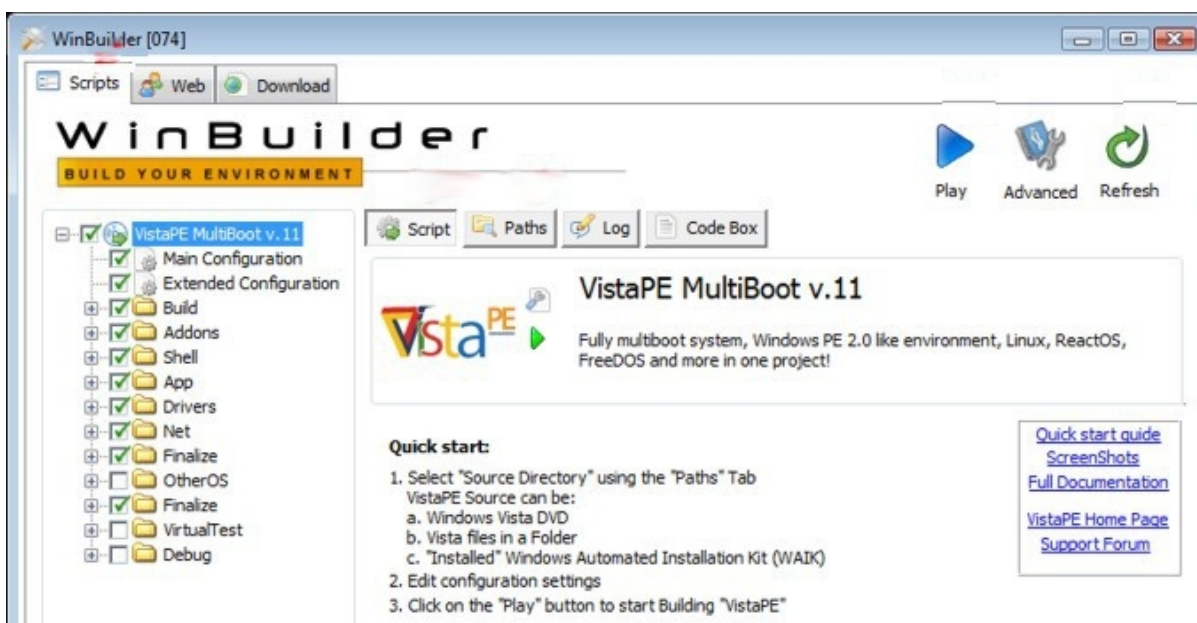 WinBuilder [074]
Scripts Web Download
WinBuilder
BUILD YOUR ENVIRONMENT
Play Advanced Refresh
VistaPE MultiBoot v. 11
Main Configuration
Extended Configuration
Build
Addons
Shell
App
Drivers
Net
Finalize
OtherOS
Finalize
VirtualTest
Debug
Script Paths Log Code Box
VistaPE
VistaPE MultiBoot v.11
Fully multiboot system, Windows PE 2.0 like environment, Linux, ReactOS,
FreeDOS and more in one project!
Quick start:
1. Select "Source Directory" using the "Paths" Tab
VistaPE Source can be:
a. Windows Vista DVD
b. Vista files in a Folder
c. "Installed" Windows Automated Installation Kit (WAIK)
2. Edit configuration settings
3. Click on the "Play" button to start Building "VistaPE"
Quick start guide
ScreenShots
Full Documentation
VistaPE Home Page
Support Forum